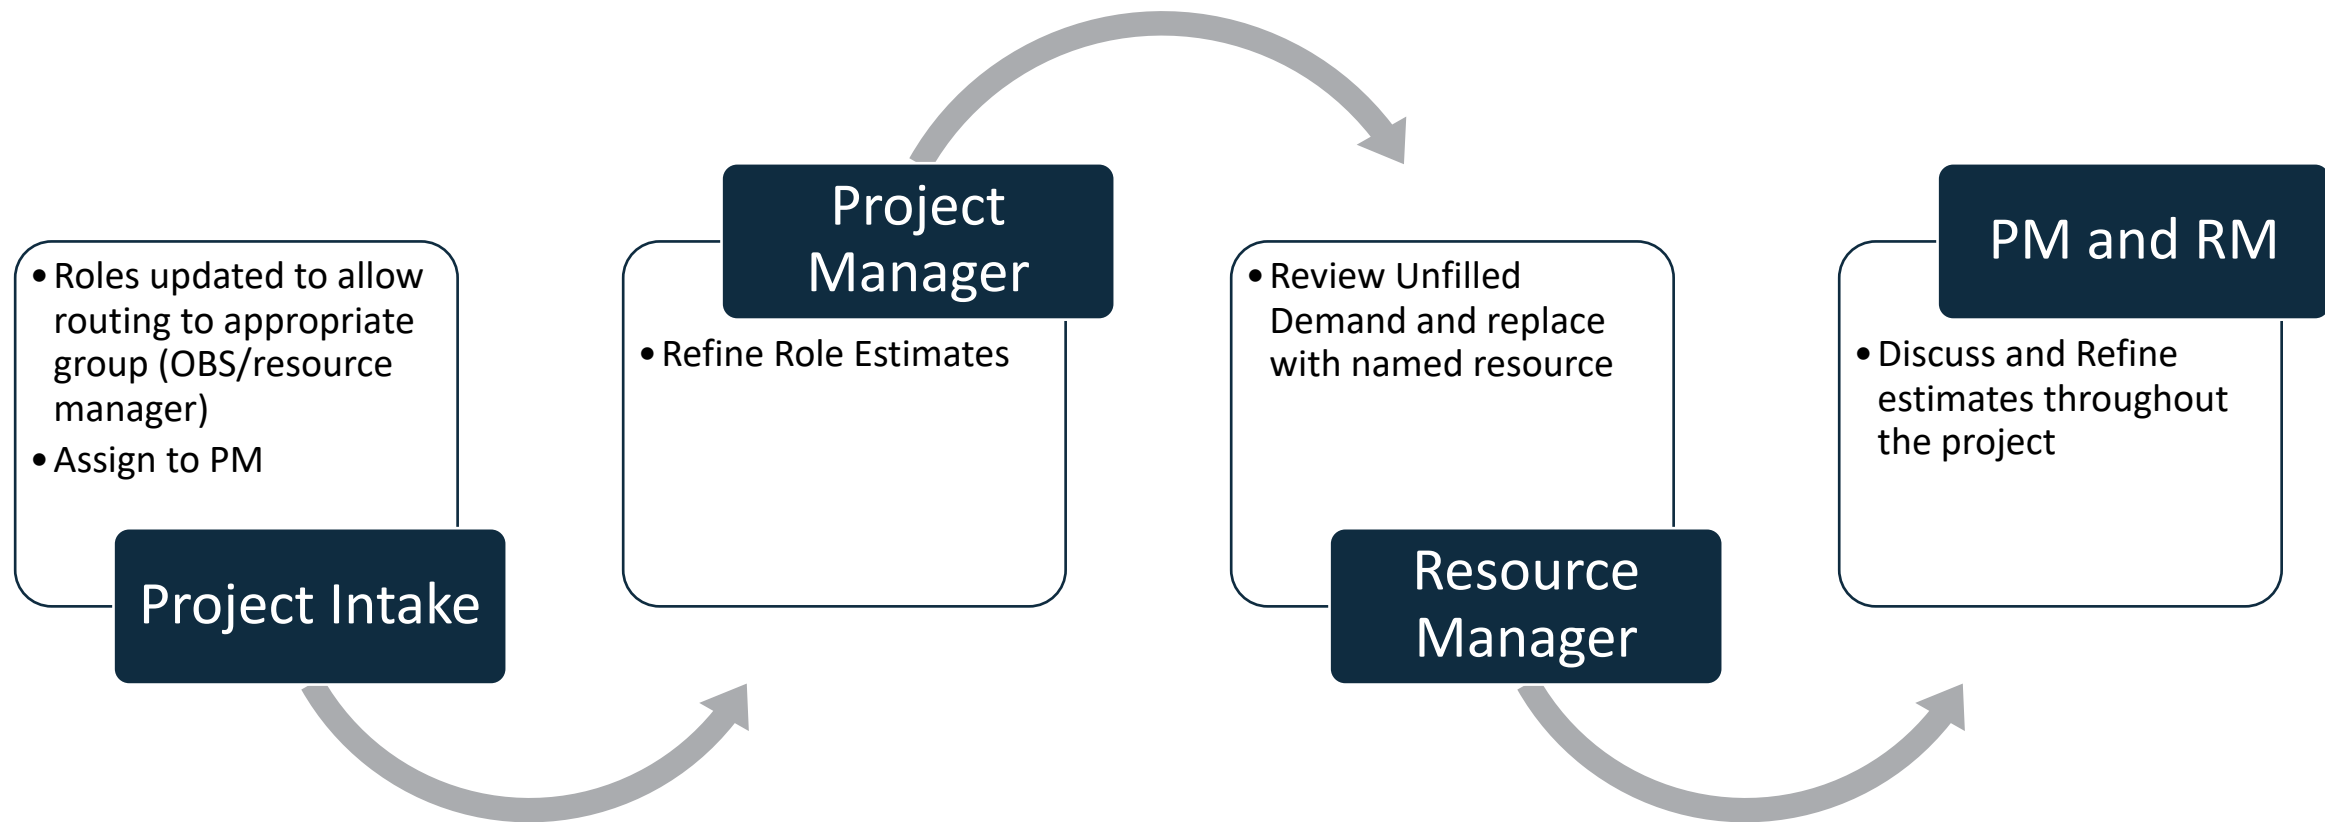 • Roles updated to allow
routing to appropriate
group (OBS/resource
manager)
• Assign to PM
Project Intake
Project
Manager
• Refine Role Estimates
• Review Unfilled
Demand and replace
with named resource
Resource
Manager
PM and RM
• Discuss and Refine
estimates throughout
the project